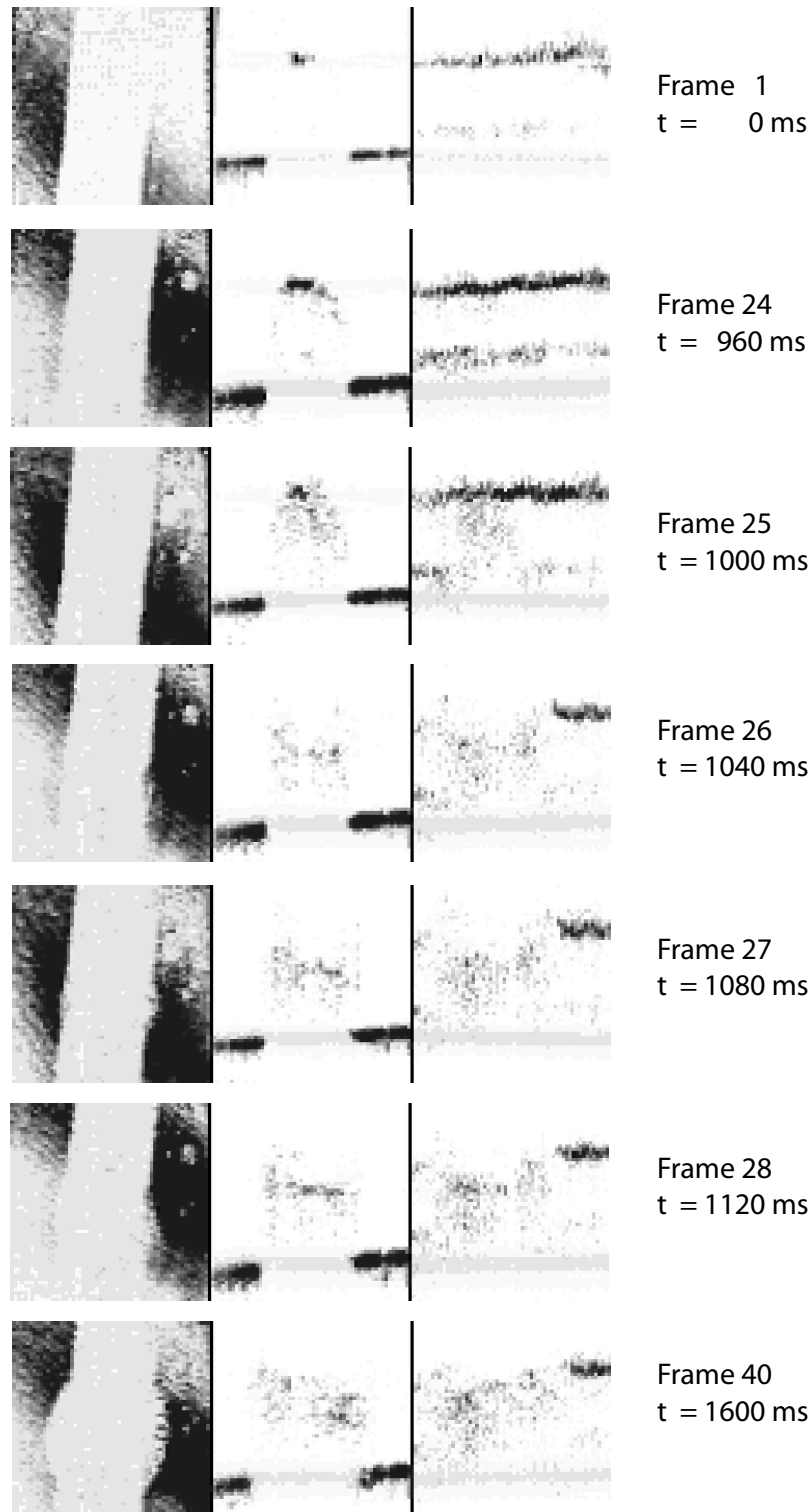 Frame 1
t = 0 ms
Frame 24
t = 960 ms
Frame 25
t = 1000 ms
Frame 26
t = 1040 ms
Frame 27
t = 1080 ms
Frame 28
t = 1120 ms
Frame 40
t = 1600 ms